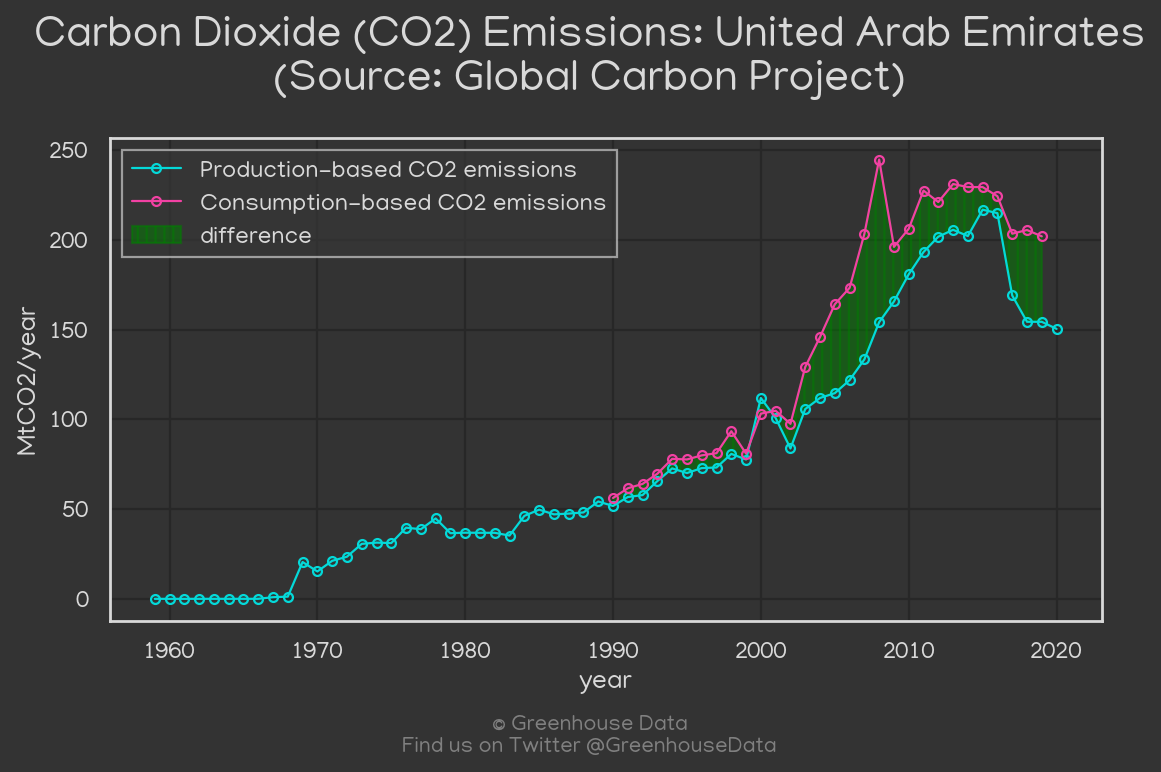 Carbon Dioxide (CO2) Emissions: United Arab Emirates
(Source: Global Carbon Project)
250
200
150
100
50
0
MtCO2/year
Production-based CO2 emissions
Consumption-based CO2 emissions
difference
1960 1970 1980 1990 2000 2010 2020
year
© Greenhouse Data
Find us on Twitter @GreenhouseData